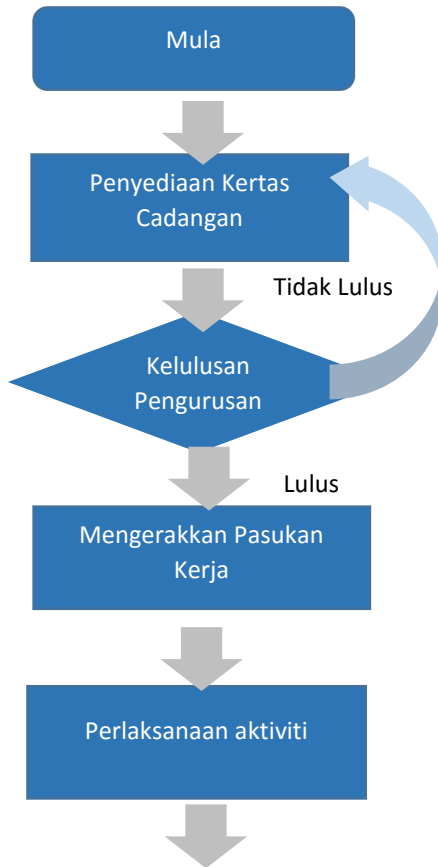 Mula
Penyediaan Kertas
Cadangan
Tidak Lulus
Kelulusan
Pengurusan
Lulus
Mengerakkan Pasukan
Kerja
Perlaksanaan aktiviti